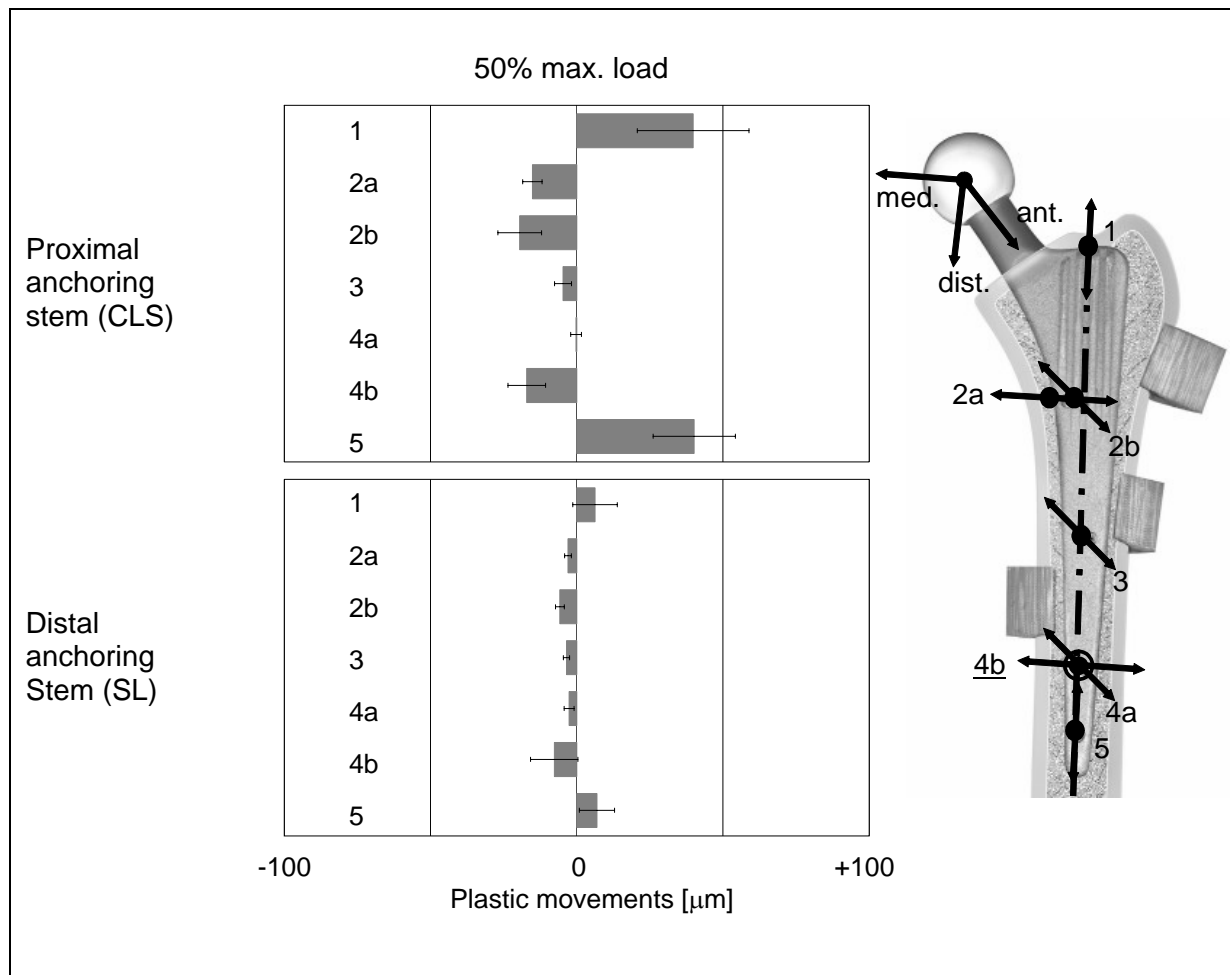 50% max. load
Proximal
anchoring
stem (CLS)
1
2a
2b
3
4a
4b
5
Distal
anchoring
Stem (SL)
1
2a
2b
3
4a
4b
5
-100
0
+100
Plastic movements [μm]
med.
ant.
dist.
1
2a
2b
3
4b
4a
5